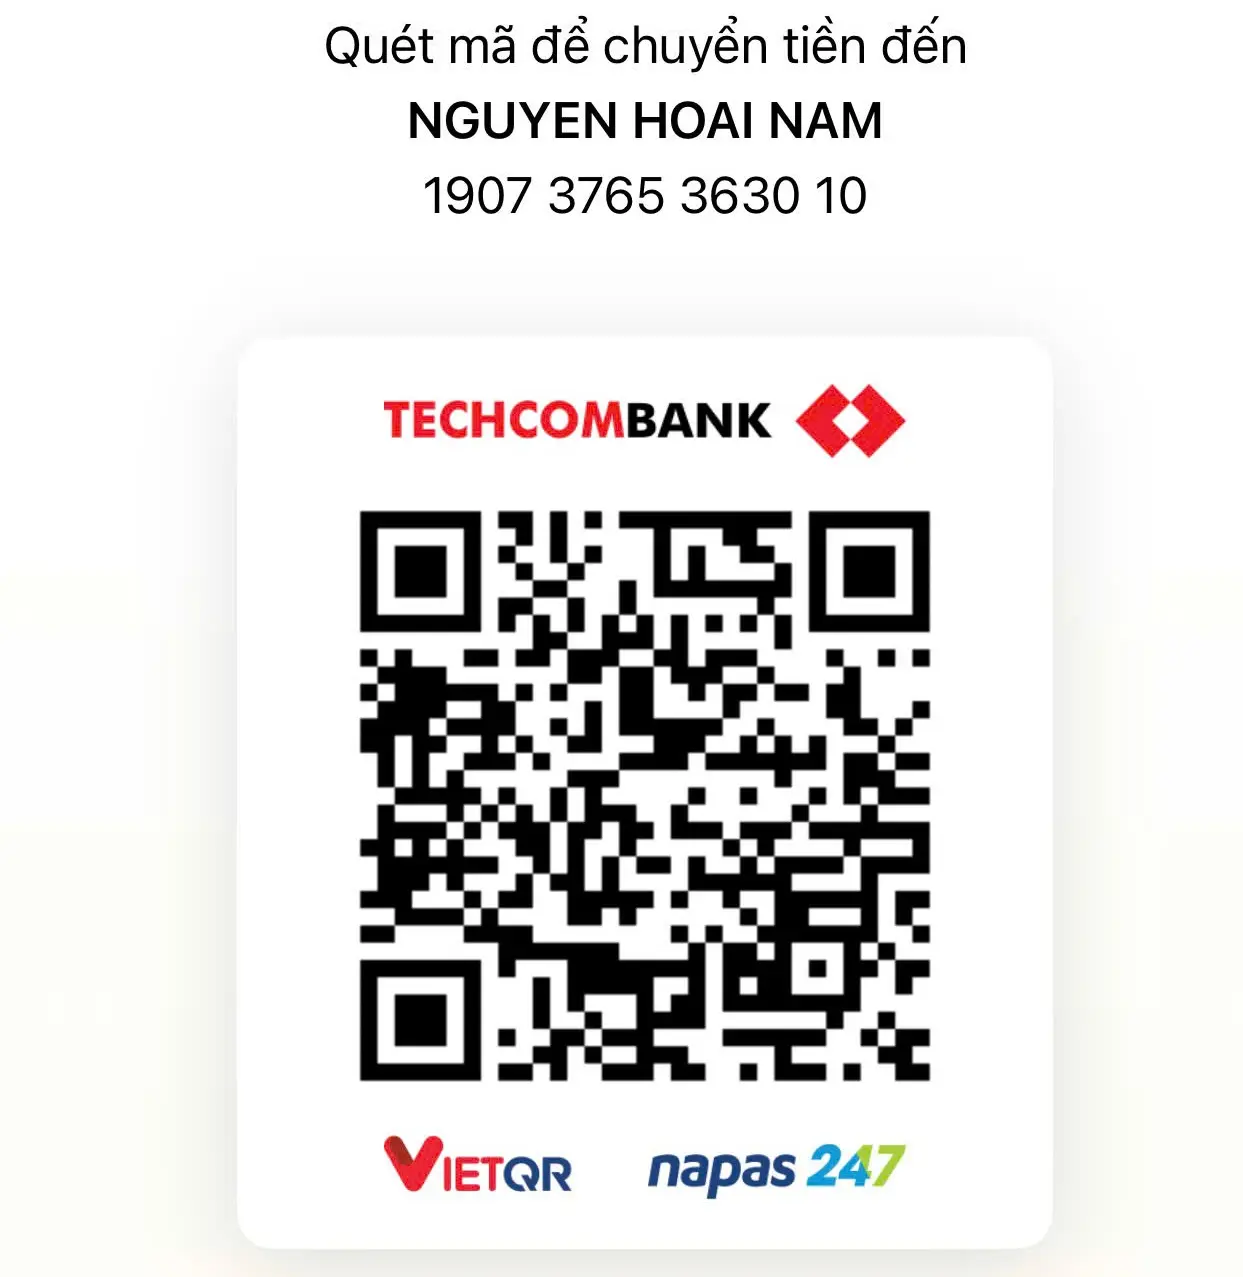 Quét mã để chuyển tiền đến
NGUYEN HOAI NAM
1907 3765 3630 10
TECHCOMBANK
VIETQR
napas 247